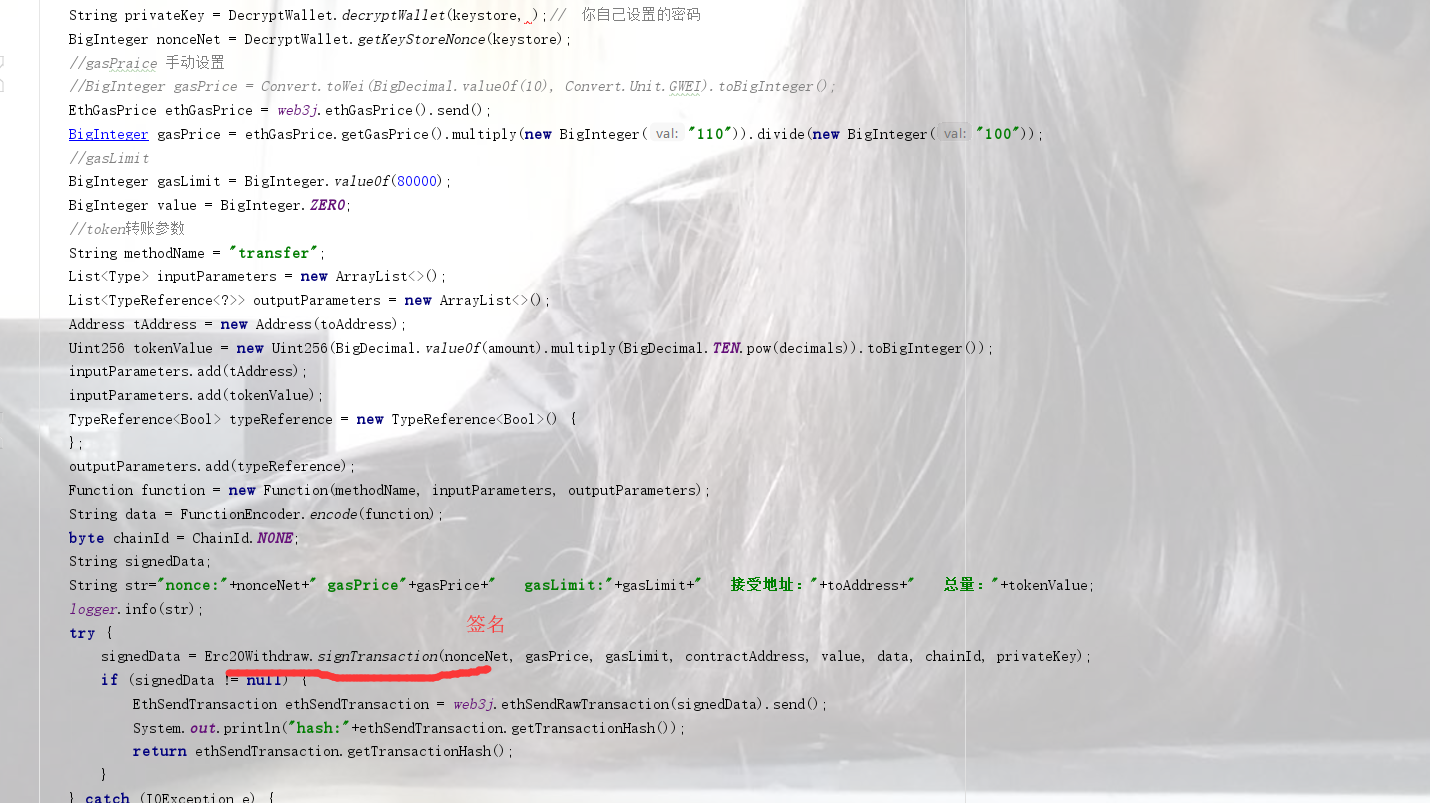 String privateKey = DecryptWallet.decryptWallet(keystore, );// 你自己设置的密码
BigInteger nonceNet = DecryptWallet.getKeyStoreNonce(keystore);
//gasPraice 手动设置
//BigInteger gasPrice = Convert.toWei(BigDecimal.valueOf(10), Convert.Unit.GWEI).toBigInteger();
EthGasPrice ethGasPrice = web3j.ethGasPrice().send();
BigInteger gasPrice = ethGasPrice.getGasPrice().multiply(new BigInteger( val: "110")).divide(new BigInteger( val: "100"));
//gasLimit
BigInteger gasLimit = BigInteger.valueOf(80000);
BigInteger value = BigInteger.ZERO;
//token转账参数
String methodName = "transfer";
List<Type> inputParameters = new ArrayList<>();
List<TypeReference<?>> outputParameters = new ArrayList<>();
Address tAddress = new Address(toAddress);
Uint256 tokenValue = new Uint256(BigDecimal.valueOf(amount).multiply(BigDecimal.TEN.pow(decimals)).toBigInteger());
inputParameters.add(tAddress);
inputParameters.add(tokenValue);
TypeReference<Bool> typeReference = new TypeReference<Bool>() {
};
outputParameters.add(typeReference);
Function function = new Function(methodName, inputParameters, outputParameters);
String data = FunctionEncoder.encode(function);
byte chainId = ChainId.NONE;
String signedData;
String str="nonce:"+nonceNet+" gasPrice"+gasPrice+"  gasLimit:"+gasLimit+"  接受地址："+toAddress+"  总量："+tokenValue;
logger.info(str);
签名
try {
signedData = Erc20Withdraw.signTransaction(nonceNet, gasPrice, gasLimit, contractAddress, value, data, chainId, privateKey);
if (signedData != null) {
EthSendTransaction ethSendTransaction = web3j.ethSendRawTransaction(signedData).send();
System.out.println("hash:"+ethSendTransaction.getTransactionHash());
return ethSendTransaction.getTransactionHash();
}
} catch (IOException e) {